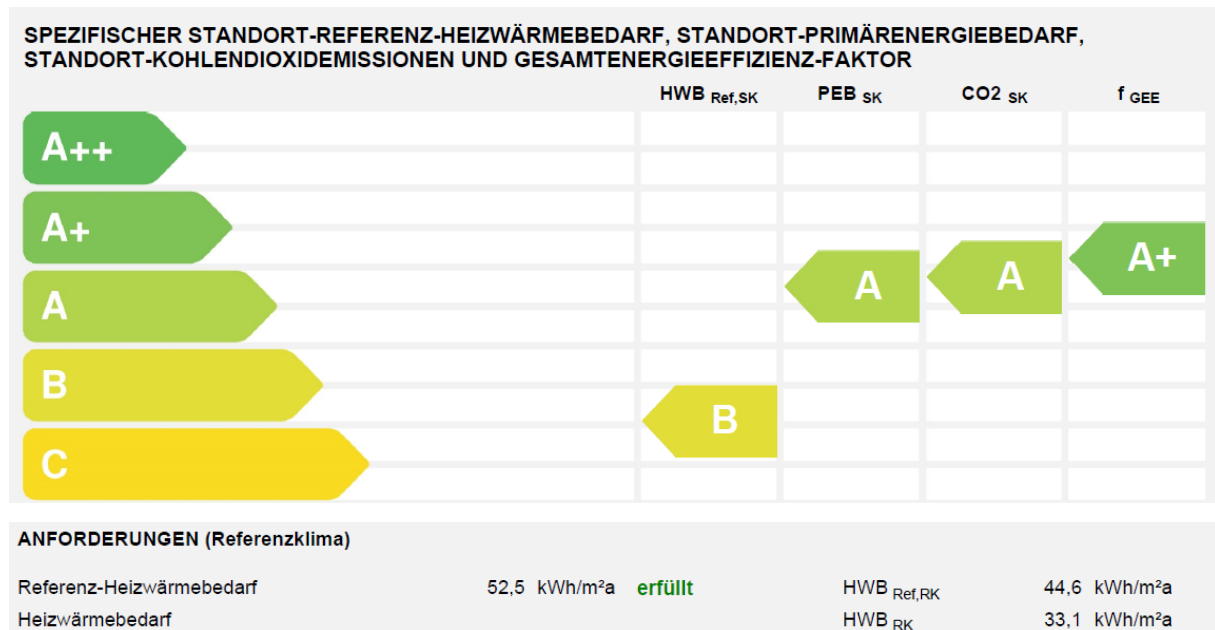 SPEZIFISCHER STANDORT-REFERENZ-HEIZWÄRMEBEDARF, STANDORT-PRIMÄRENERGIEBEDARF,
STANDORT-KOHLENDIOXIDEMISSIONEN UND GESAMTENERGIEEFFIZIENZ-FAKTOR
HWB Ref,SK PEB SK CO2 SK f GEE
A++
A+
A+
A A
A
B
B
C
ANFORDERUNGEN (Referenzklima)
Referenz-Heizwärmebedarf 52,5 kWh/m²a erfüllt HWB Ref,RK 44,6 kWh/m²a
Heizwärmebedarf HWB RK 33,1 kWh/m²a